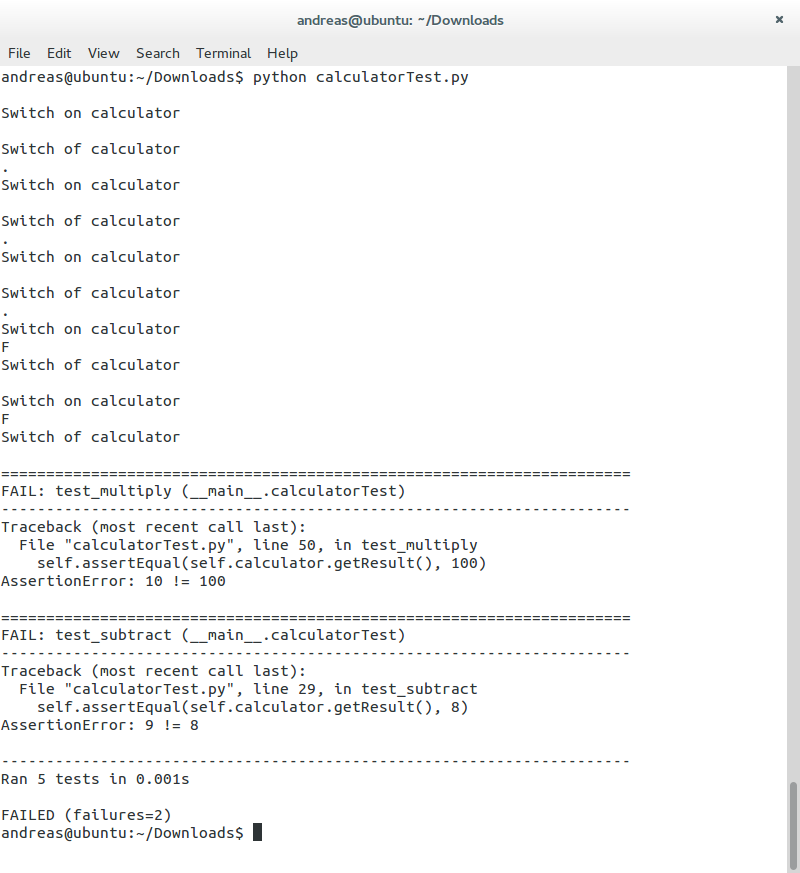 andreas@ubuntu: ~/Downloads ×
File Edit View Search Terminal Help
andreas@ubuntu:~/Downloads$ python calculatorTest.py
Switch on calculator
Switch of calculator
.
Switch on calculator
Switch of calculator
.
Switch on calculator
Switch of calculator
.
Switch on calculator
F
Switch of calculator
Switch on calculator
F
Switch of calculator
======================================================================
FAIL: test_multiply (__main__.calculatorTest)
----------------------------------------------------------------------
Traceback (most recent call last):
  File "calculatorTest.py", line 50, in test_multiply
    self.assertEqual(self.calculator.getResult(), 100)
AssertionError: 10 != 100
======================================================================
FAIL: test_subtract (__main__.calculatorTest)
----------------------------------------------------------------------
Traceback (most recent call last):
  File "calculatorTest.py", line 29, in test_subtract
    self.assertEqual(self.calculator.getResult(), 8)
AssertionError: 9 != 8
----------------------------------------------------------------------
Ran 5 tests in 0.001s
FAILED (failures=2)
andreas@ubuntu:~/Downloads$